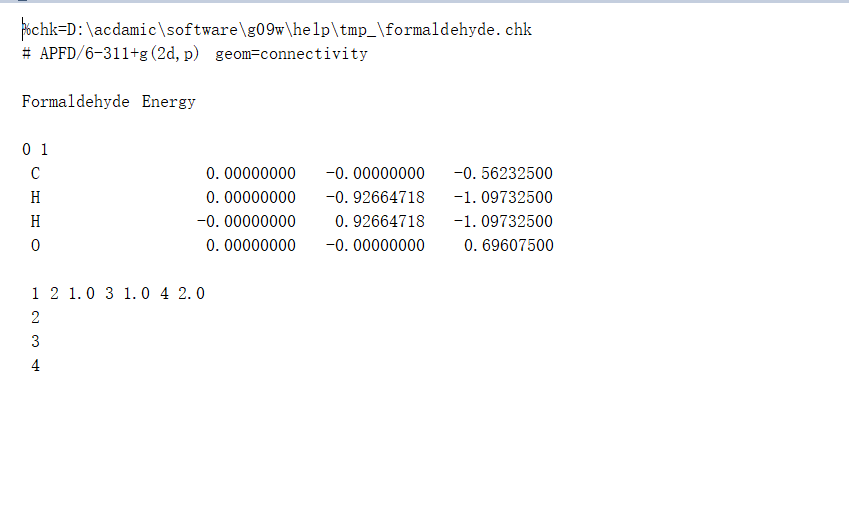 %chk=D:\acdamic\software\g09w\help\tmp_\formaldehyde.chk
# APFD/6-311+g(2d,p) geom=connectivity
Formaldehyde Energy
0 1
C 0.00000000 -0.00000000 -0.56232500
H 0.00000000 -0.92664718 -1.09732500
H -0.00000000 0.92664718 -1.09732500
O 0.00000000 -0.00000000 0.69607500
1 2 1.0 3 1.0 4 2.0
2
3
4